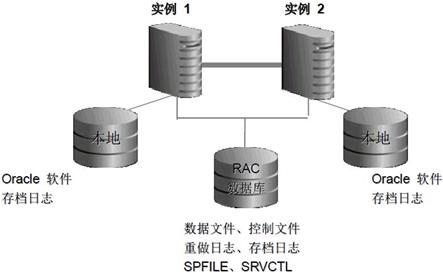 实例 1
实例 2
本地
本地
Oracle 软件
存档日志
RAC
数据库
Oracle 软件
存档日志
数据文件、控制文件
重做日志、存档日志
SPFILE、SRVCTL